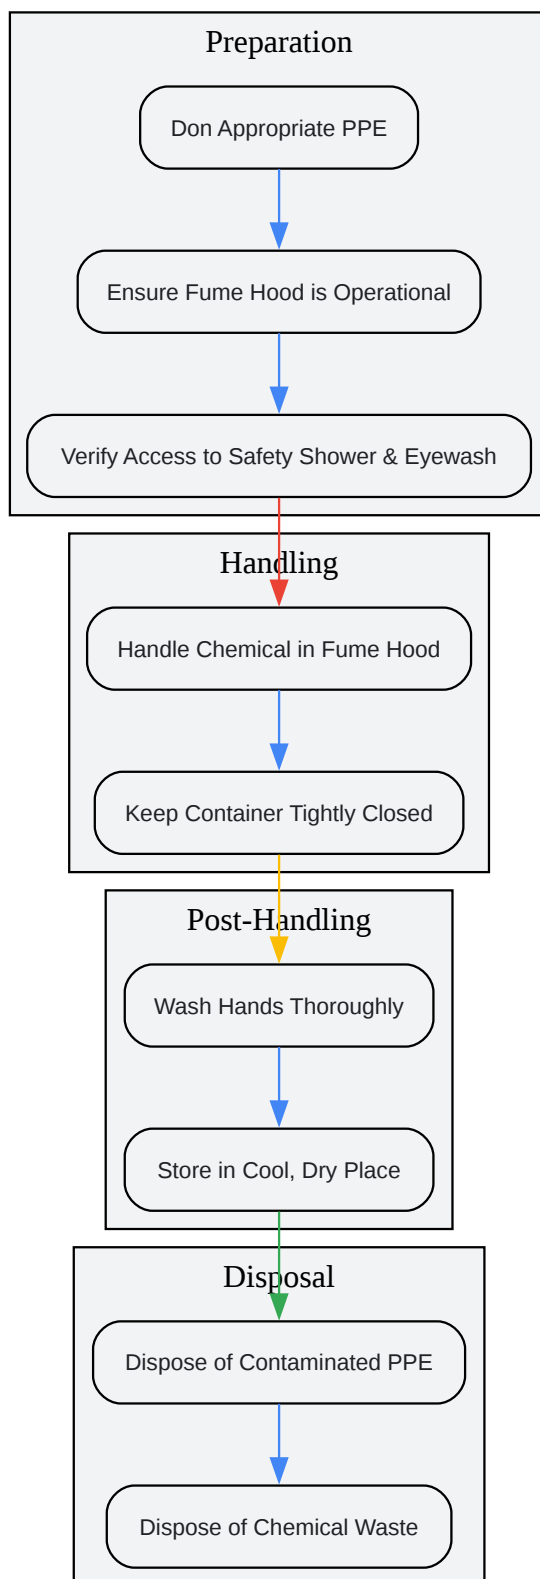 Preparation
Don Appropriate PPE
Ensure Fume Hood is Operational
Verify Access to Safety Shower & Eyewash
Handling
Handle Chemical in Fume Hood
Keep Container Tightly Closed
Post-Handling
Wash Hands Thoroughly
Store in Cool, Dry Place
Disposal
Dispose of Contaminated PPE
Dispose of Chemical Waste